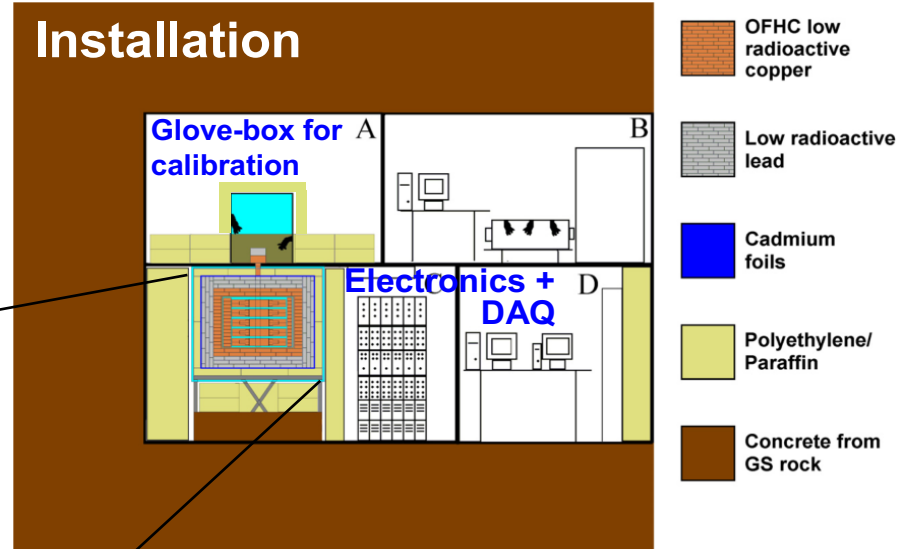 Installation
Glove-box for
calibration
A
B
Electronics +
DAQ
C
D
OFHC low
radioactive
copper
Low radioactive
lead
Cadmium
foils
Polyethylene/
Paraffin
Concrete from
GS rock